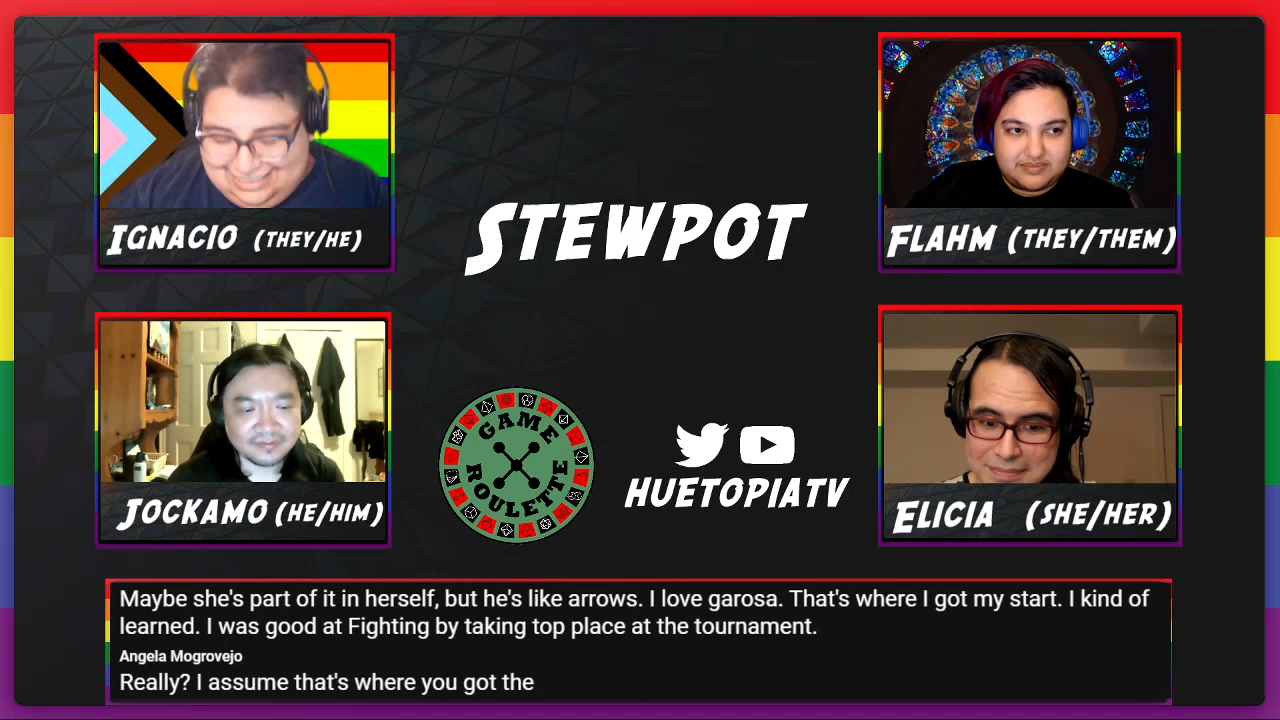 IGNACIO (THEY/HE)
STEWPOT
FLAHM (THEY/THEM)
JOCKAMO (HE/HIM)
GAME
ROULETTE
HUETOPIATV
ELICIA (SHE/HER)
Maybe she's part of it in herself, but he's like arrows. I love garosa. That's where I got my start. I kind of
learned. I was good at Fighting by taking top place at the tournament.
Angela Mogrovejo
Really? I assume that's where you got the